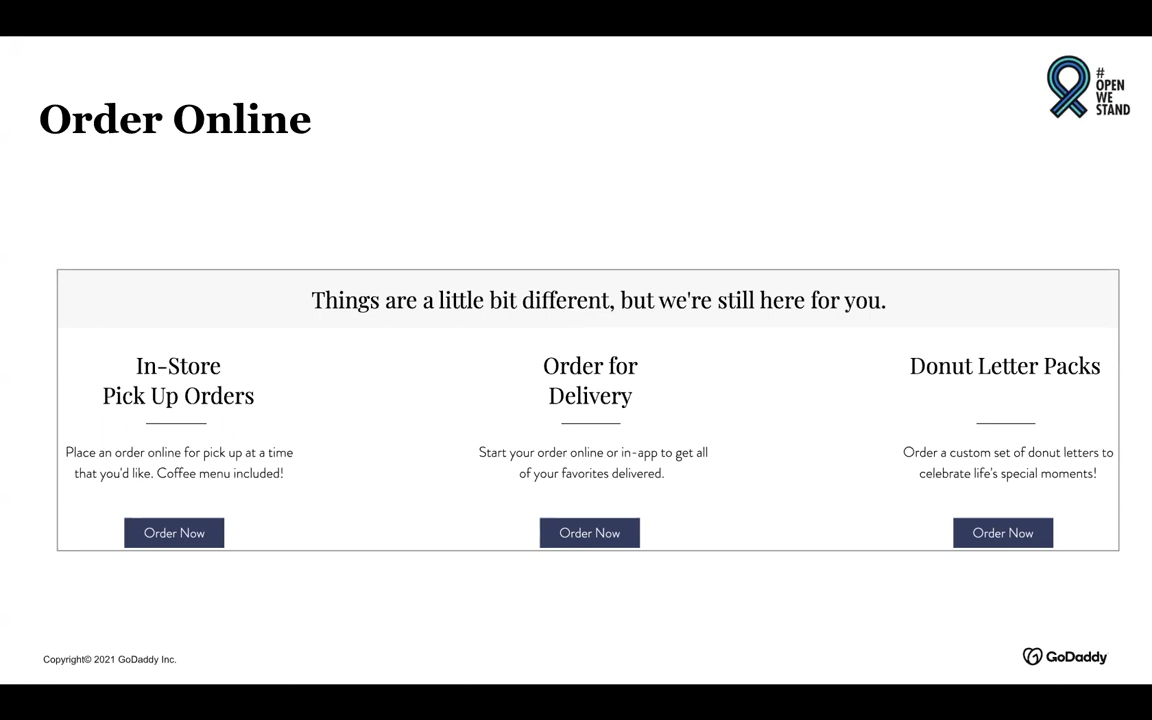 #
OPEN
WE
STAND
Order Online
Things are a little bit different, but we're still here for you.
In-Store
Pick Up Orders
Place an order online for pick up at a time
that you'd like. Coffee menu included!
Order Now
Order for
Delivery
Start your order online or in-app to get all
of your favorites delivered.
Order Now
Donut Letter Packs
Order a custom set of donut letters to
celebrate life's special moments!
Order Now
Copyright© 2021 GoDaddy Inc.
GoDaddy